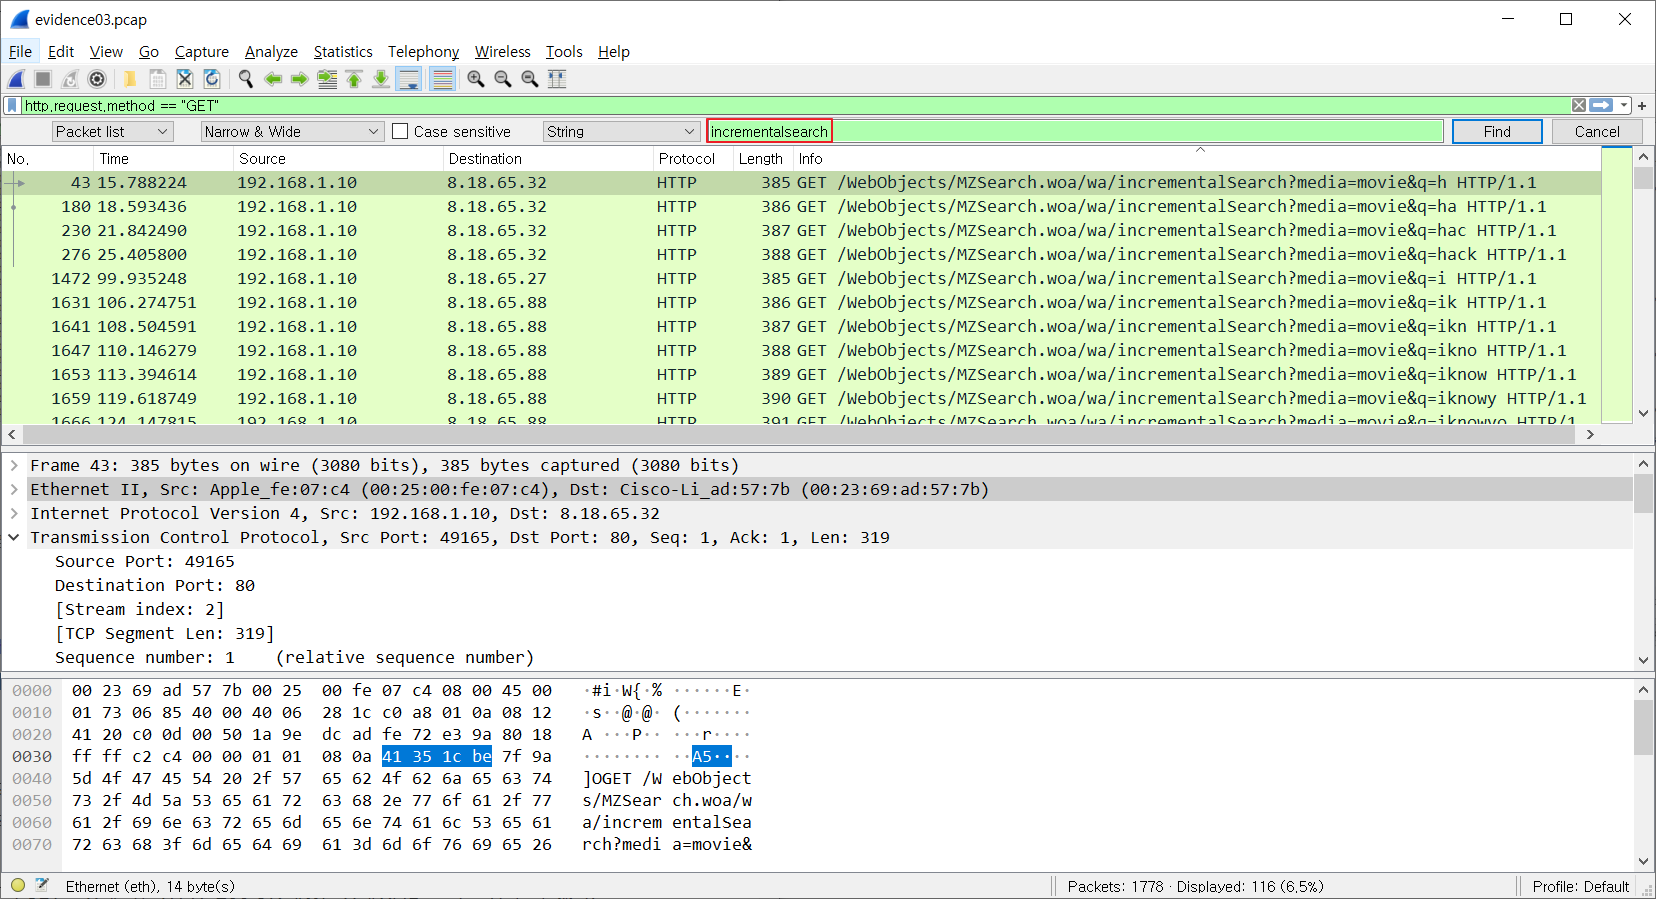 evidence03.pcap
File Edit View Go Capture Analyze Statistics Telephony Wireless Tools Help
http.request.method == "GET"
Packet list Narrow & Wide Case sensitive String incrementalsearch Find Cancel
No. Time Source Destination Protocol Length Info
43 15.788224 192.168.1.10 8.18.65.32 HTTP 385 GET /WebObjects/MZSearch.woa/wa/incrementalSearch?media=movie&q=h HTTP/1.1
180 18.593436 192.168.1.10 8.18.65.32 HTTP 386 GET /WebObjects/MZSearch.woa/wa/incrementalSearch?media=movie&q=ha HTTP/1.1
230 21.842490 192.168.1.10 8.18.65.32 HTTP 387 GET /WebObjects/MZSearch.woa/wa/incrementalSearch?media=movie&q=hac HTTP/1.1
276 25.405800 192.168.1.10 8.18.65.32 HTTP 388 GET /WebObjects/MZSearch.woa/wa/incrementalSearch?media=movie&q=hack HTTP/1.1
1472 99.935248 192.168.1.10 8.18.65.27 HTTP 385 GET /WebObjects/MZSearch.woa/wa/incrementalSearch?media=movie&q=i HTTP/1.1
1631 106.274751 192.168.1.10 8.18.65.88 HTTP 386 GET /WebObjects/MZSearch.woa/wa/incrementalSearch?media=movie&q=ik HTTP/1.1
1641 108.504591 192.168.1.10 8.18.65.88 HTTP 387 GET /WebObjects/MZSearch.woa/wa/incrementalSearch?media=movie&q=ikn HTTP/1.1
1647 110.146279 192.168.1.10 8.18.65.88 HTTP 388 GET /WebObjects/MZSearch.woa/wa/incrementalSearch?media=movie&q=ikno HTTP/1.1
1653 113.394614 192.168.1.10 8.18.65.88 HTTP 389 GET /WebObjects/MZSearch.woa/wa/incrementalSearch?media=movie&q=iknow HTTP/1.1
1659 119.618749 192.168.1.10 8.18.65.88 HTTP 390 GET /WebObjects/MZSearch.woa/wa/incrementalSearch?media=movie&q=iknowy HTTP/1.1
1666 124.147815 192.168.1.10 8.18.65.88 HTTP 391 GET /WebObjects/MZSearch.woa/wa/incrementalSearch?media=movie&q=iknowyo HTTP/1
Frame 43: 385 bytes on wire (3080 bits), 385 bytes captured (3080 bits)
Ethernet II, Src: Apple_fe:07:c4 (00:25:00:fe:07:c4), Dst: Cisco-Li_ad:57:7b (00:23:69:ad:57:7b)
Internet Protocol Version 4, Src: 192.168.1.10, Dst: 8.18.65.32
Transmission Control Protocol, Src Port: 49165, Dst Port: 80, Seq: 1, Ack: 1, Len: 319
Source Port: 49165
Destination Port: 80
[Stream index: 2]
[TCP Segment Len: 319]
Sequence number: 1 (relative sequence number)
0000 00 23 69 ad 57 7b 00 25 00 fe 07 c4 08 00 45 00 ·#i·W{·% ······E·
0010 01 73 06 85 40 00 40 06 28 1c c0 a8 01 0a 08 12 ·s··@·@· (·······
0020 41 20 c0 0d 00 50 1a 9e dc ad fe 72 e3 9a 80 18 A ···P·· ···r····
0030 ff ff c2 c4 00 00 01 01 08 0a 41 35 1c be 7f 9a ········ ··A5····
0040 5d 4f 47 45 54 20 2f 57 65 62 4f 62 6a 65 63 74 ]OGET /W ebObject
0050 73 2f 4d 5a 53 65 61 72 63 68 2e 77 6f 61 2f 77 s/MZSear ch.woa/w
0060 61 2f 69 6e 63 72 65 6d 65 6e 74 61 6c 53 65 61 a/increm entalSea
0070 72 63 68 3f 6d 65 64 69 61 3d 6d 6f 76 69 65 26 rch?medi a=movie&
Ethernet (eth), 14 byte(s) Packets: 1778 · Displayed: 116 (6.5%) Profile: Default